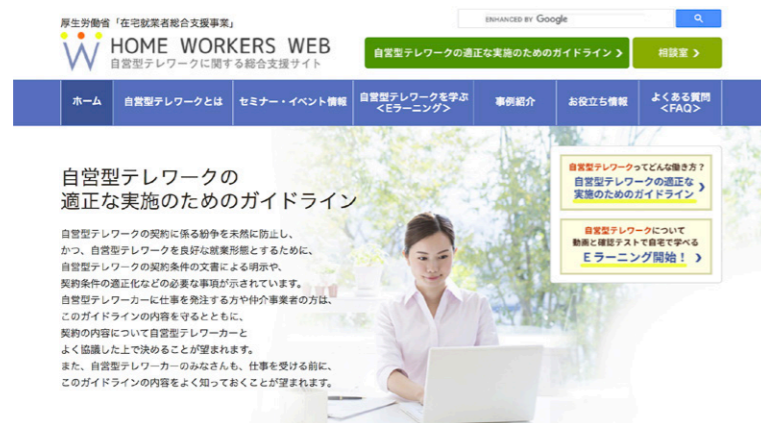 厚生労働省「在宅就業者総合支援事業」
HOME WORKERS WEB
自営型テレワークに関する総合支援サイト
ENHANCED BY Google
自営型テレワークの適正な実施のためのガイドライン
相談室
ホーム
自営型テレワークとは
セミナー・イベント情報
自営型テレワークを学ぶ
<Eラーニング>
事例紹介
お役立ち情報
よくある質問
<FAQ>
自営型テレワークの
適正な実施のためのガイドライン
自営型テレワークの契約に係る紛争を未然に防止し、
かつ、自営型テレワークを良好な就業形態とするために、
自営型テレワークの契約条件の文書による明示や、
契約条件の適正化などの必要な事項が示されています。
自営型テレワーカーに仕事を発注する方や仲介事業者の方は、
このガイドラインの内容を守るとともに、
契約の内容について自営型テレワーカーと
よく協議した上で決めることが望まれます。
また、自営型テレワーカーのみなさんも、仕事を受ける前に、
このガイドラインの内容をよく知っておくことが望まれます。
自営型テレワークってどんな働き方？
自営型テレワークの適正な
実施のためのガイドライン
自営型テレワークについて
動画と確認テストで自宅で学べる
Eラーニング開始！